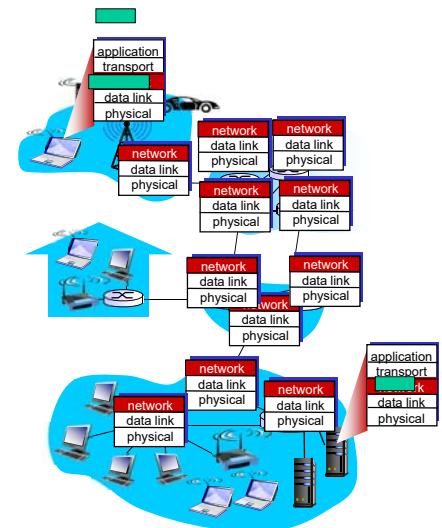 application
transport
data link
physical
network
data link
physical
network
data link
physical
network
data link
physical
network
data link
physical
network
data link
physical
network
data link
physical
network
data link
physical
network
data link
physical
application
transport
data link
physical
network
data link
physical
network
data link
physical
network
data link
physical